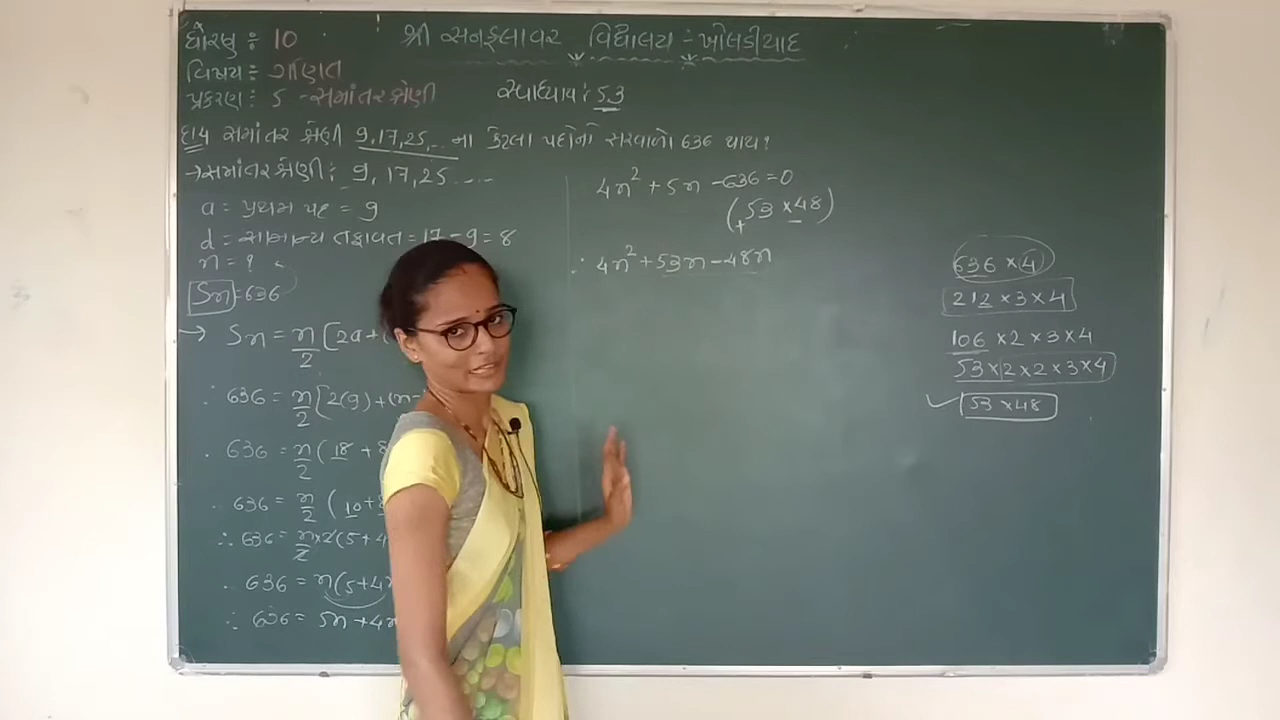 ધોરણ : 10
શ્રી સનફલાવર વિદ્યાલય - ખોલડીયાદ
વિષય : ગણિત
પ્રકરણ : 5 - સમાંતર શ્રેણી
સ્વાધ્યાય : 5.3
દા.4 સમાંતર શ્રેણી 9,17,25,.. ના કેટલા પદોનો સરવાળો 636 થાય?
→ સમાંતર શ્રેણી : 9, 17, 25 ....
a = પ્રથમ પદ = 9
d = સામાન્ય તફાવત = 17 - 9 = 8
n = ?
Sn = 636
→ Sn = n/2 [2a+
∴ 636 = n/2 [2(9)+(n-
∴ 636 = n/2 (18 + 8
∴ 636 = n/2 (10+8
∴ 636 = n/2 ×2(5+4
∴ 636 = n(5+4n
∴ 636 = 5n +4n
4n² + 5n - 636 = 0
(53 × 48)
+
∴ 4n² + 53n - 48n
636 × 4
212 × 3 × 4
106 × 2 × 3 × 4
53 × 2 × 2 × 3 × 4
✓ 53 × 48